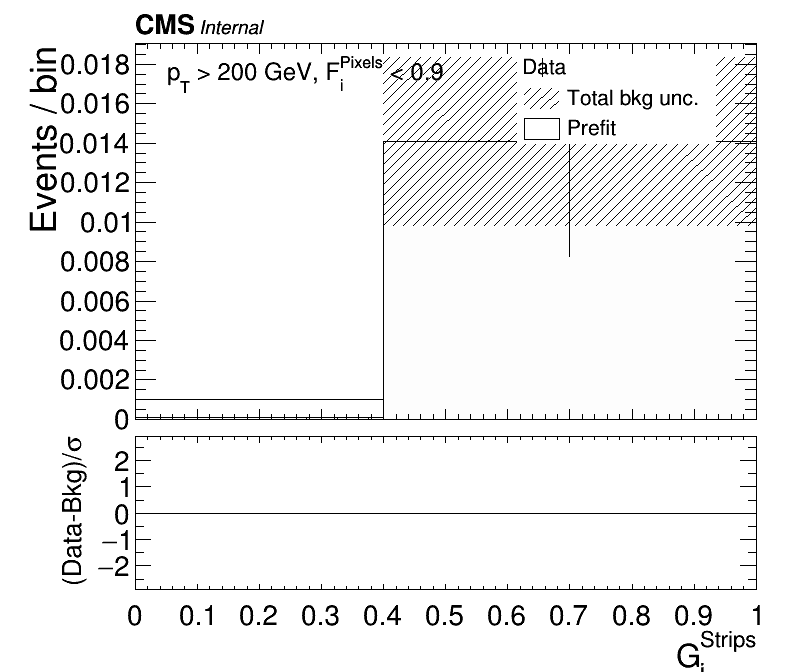 CMS Internal
Events / bin
0.018
0.016
0.014
0.012
0.01
0.008
0.006
0.004
0.002
0
p_T > 200 GeV, F_i^Pixels < 0.9
Data
Total bkg unc.
Prefit
(Data-Bkg)/σ
2
1
0
−1
−2
0 0.1 0.2 0.3 0.4 0.5 0.6 0.7 0.8 0.9 1
G_i^Strips